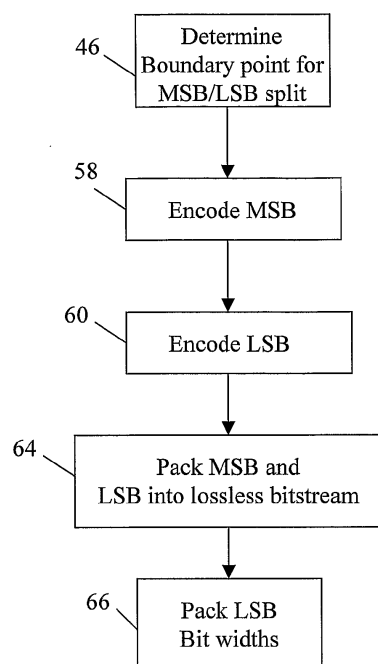 46
Determine
Boundary point for
MSB/LSB split
58
Encode MSB
60
Encode LSB
64
Pack MSB and
LSB into lossless bitstream
66
Pack LSB
Bit widths